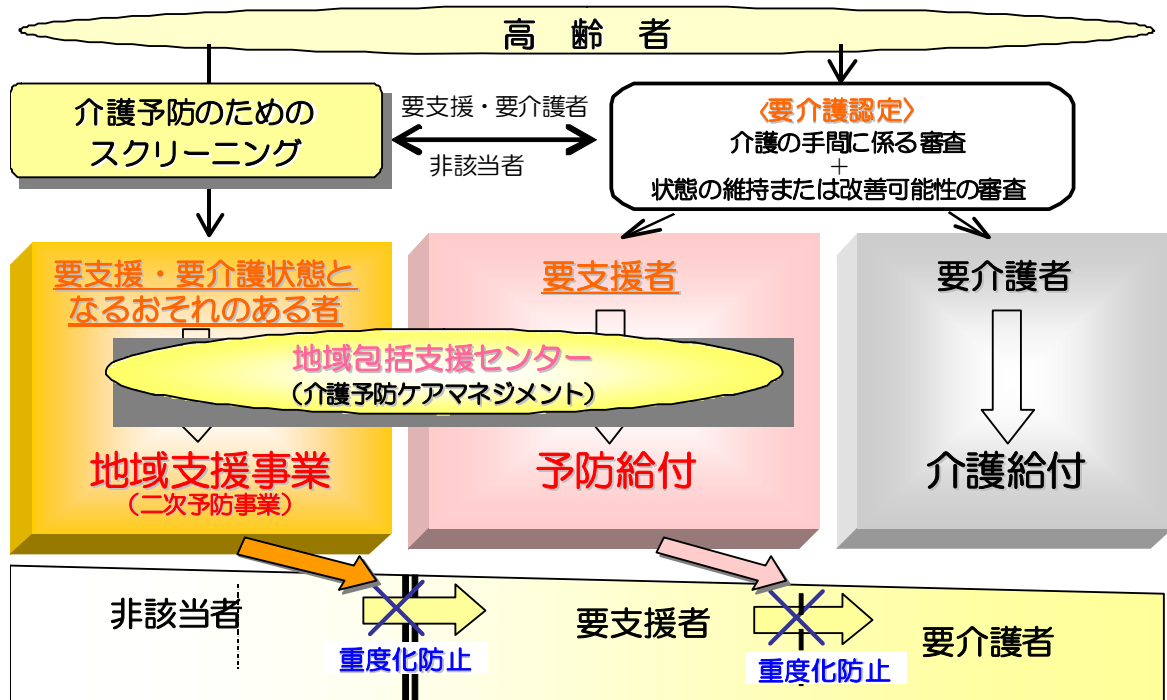 高 齢 者
介護予防のための
スクリーニング
要支援・要介護者
非該当者
〈要介護認定〉
介護の手間に係る審査
＋
状態の維持または改善可能性の審査
要支援・要介護状態と
なるおそれのある者
要支援者
要介護者
地域包括支援センター
（介護予防ケアマネジメント）
地域支援事業
（二次予防事業）
予防給付
介護給付
非該当者
重度化防止
要支援者
重度化防止
要介護者